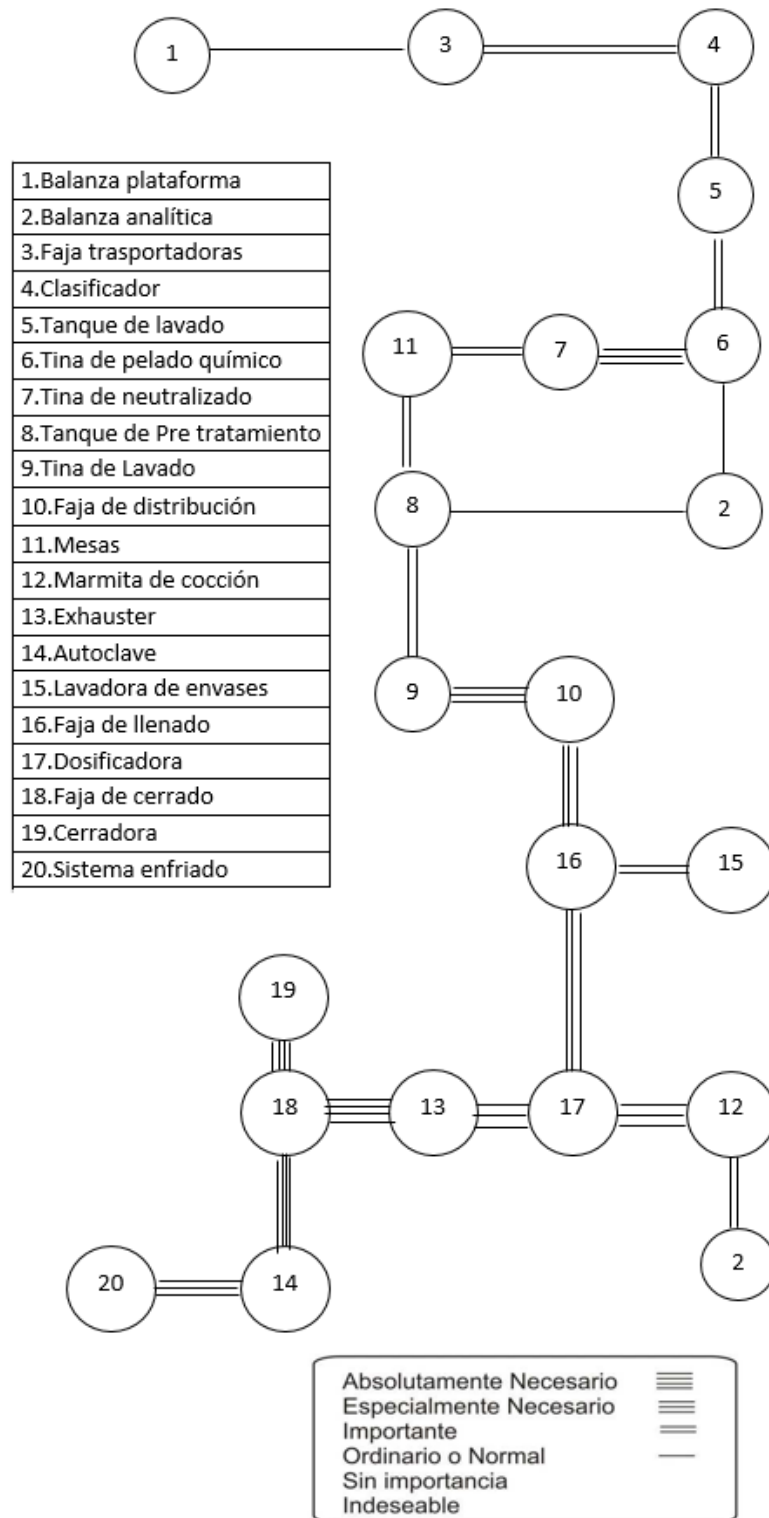 1
3
4
5
1.Balanza plataforma
2.Balanza analítica
3.Faja trasportadoras
4.Clasificador
5.Tanque de lavado
6.Tina de pelado químico
7.Tina de neutralizado
8.Tanque de Pre tratamiento
9.Tina de Lavado
10.Faja de distribución
11.Mesas
12.Marmita de cocción
13.Exhauster
14.Autoclave
15.Lavadora de envases
16.Faja de llenado
17.Dosificadora
18.Faja de cerrado
19.Cerradora
20.Sistema enfriado
11
7
6
8
2
9
10
16
15
19
18
13
17
12
20
14
2
Absolutamente Necesario
Especialmente Necesario
Importante
Ordinario o Normal
Sin importancia
Indeseable